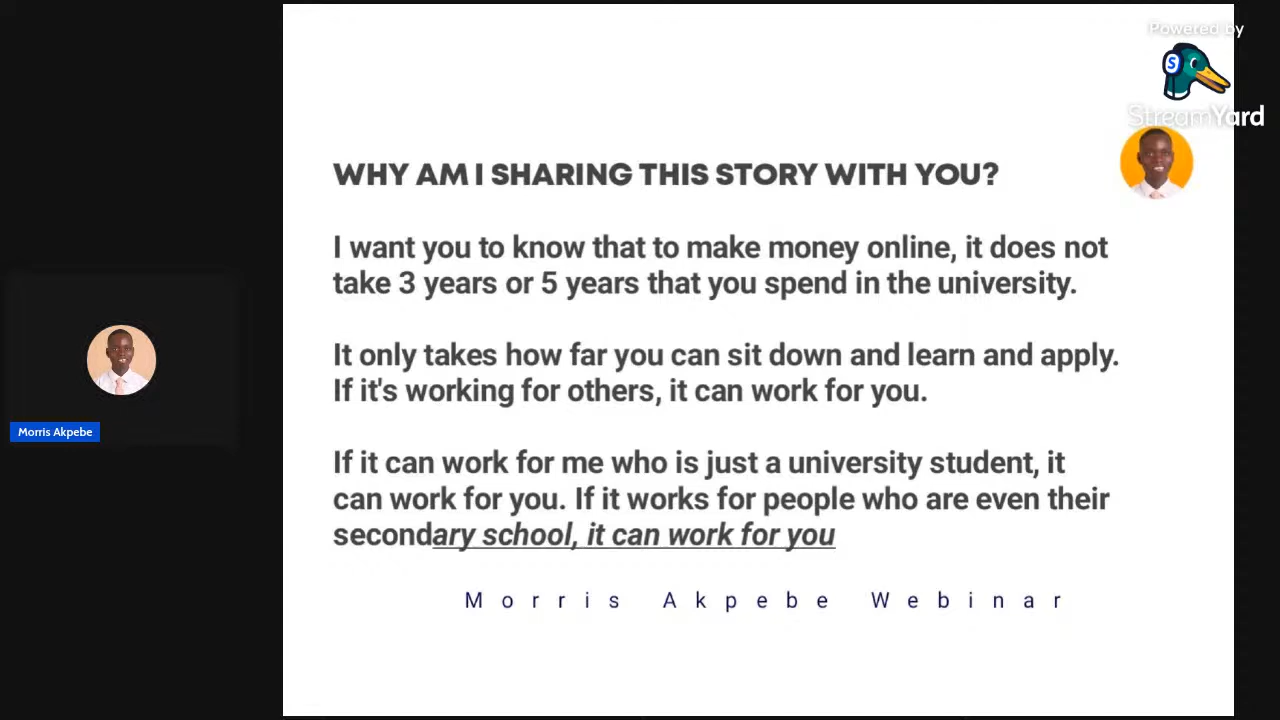 Powered by
StreamYard
WHY AM I SHARING THIS STORY WITH YOU?
I want you to know that to make money online, it does not
take 3 years or 5 years that you spend in the university.
It only takes how far you can sit down and learn and apply.
If it's working for others, it can work for you.
If it can work for me who is just a university student, it
can work for you. If it works for people who are even their
secondary school, it can work for you
Morris Akpebe Webinar
Morris Akpebe